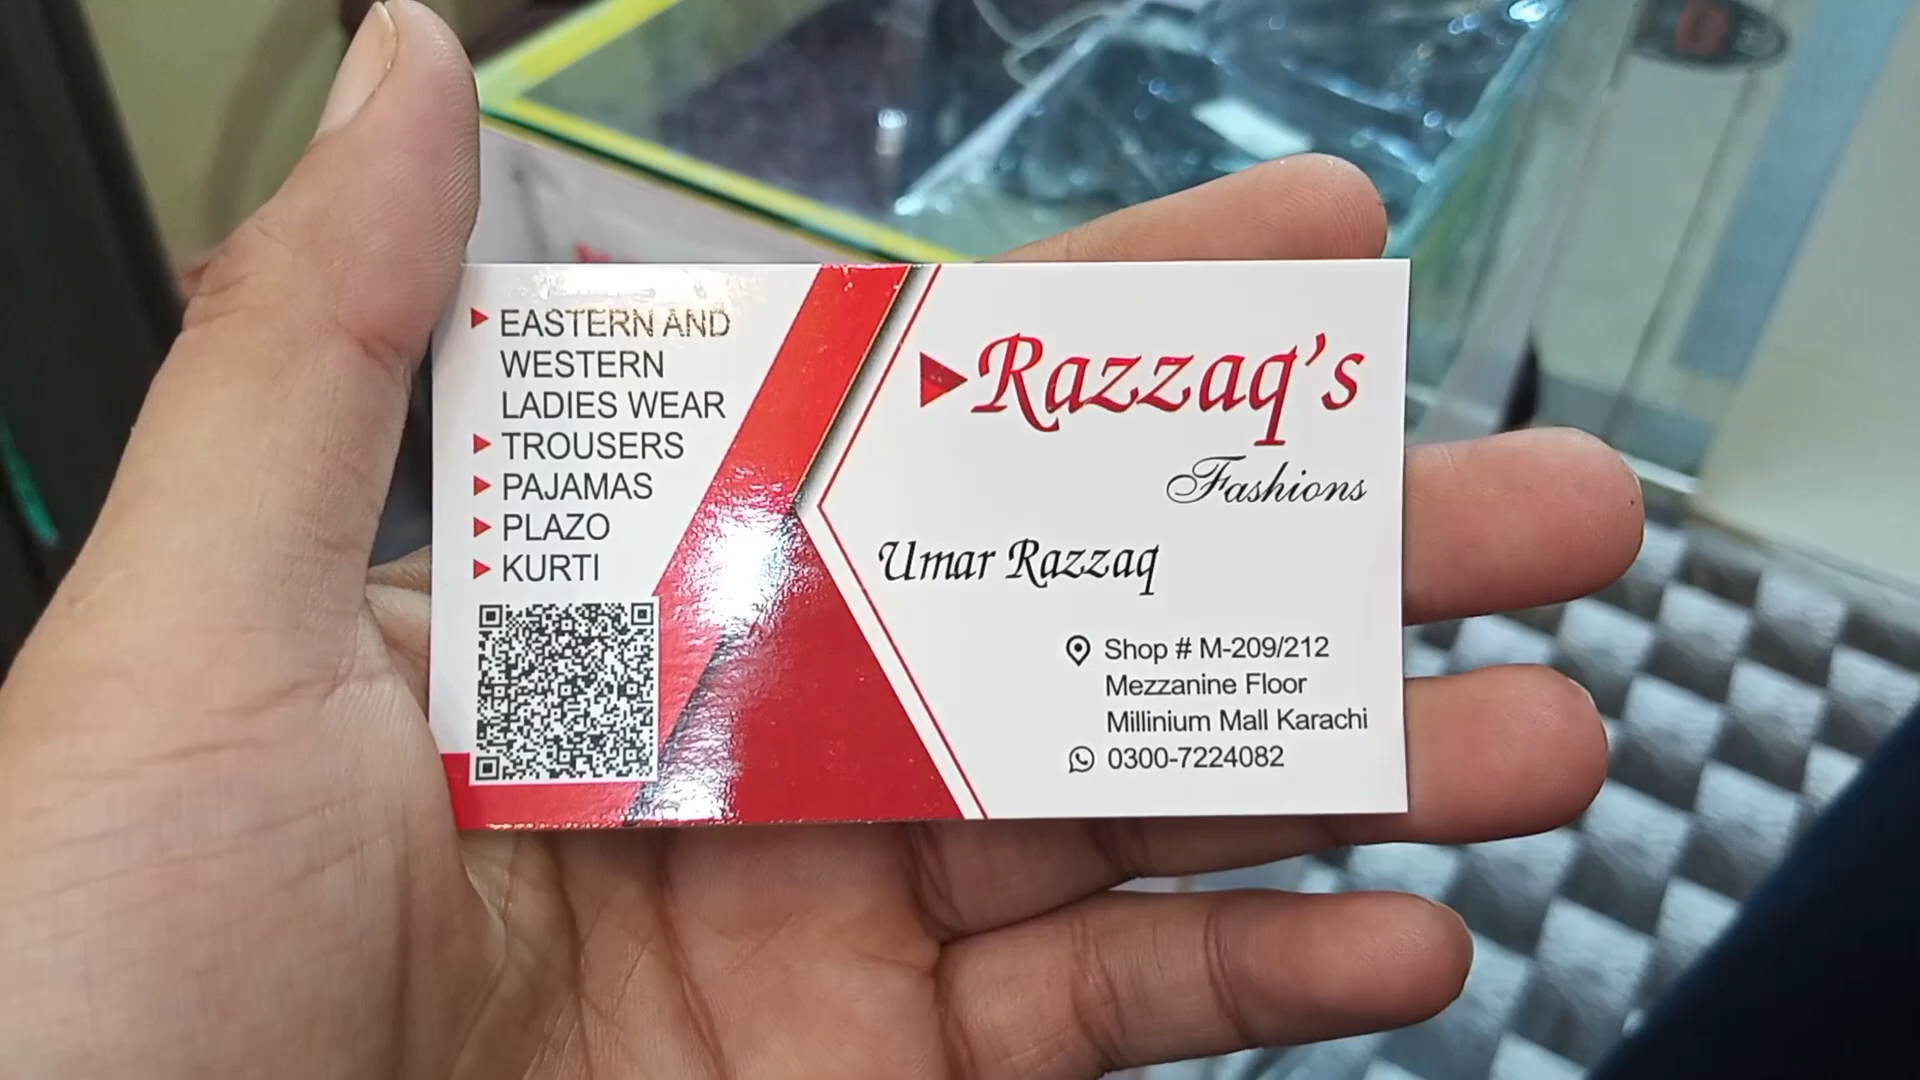 EASTERN AND
WESTERN
LADIES WEAR
TROUSERS
PAJAMAS
PLAZO
KURTI
Razzaq's
Fashions
Umar Razzaq
Shop # M-209/212
Mezzanine Floor
Millinium Mall Karachi
0300-7224082